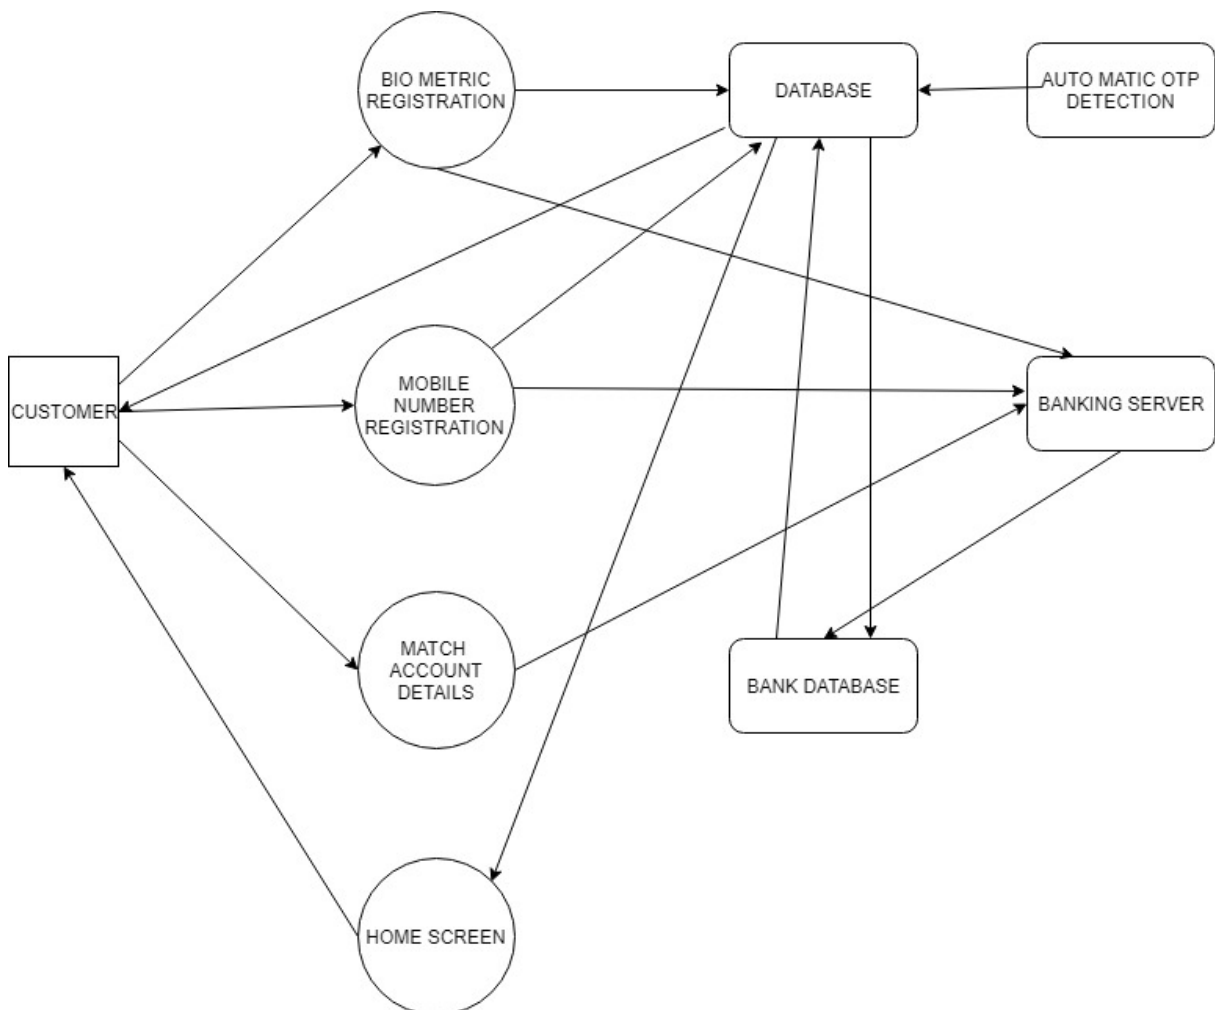 BIO METRIC
REGISTRATION
DATABASE
AUTO MATIC OTP
DETECTION
CUSTOMER
MOBILE
NUMBER
REGISTRATION
BANKING SERVER
MATCH
ACCOUNT
DETAILS
BANK DATABASE
HOME SCREEN